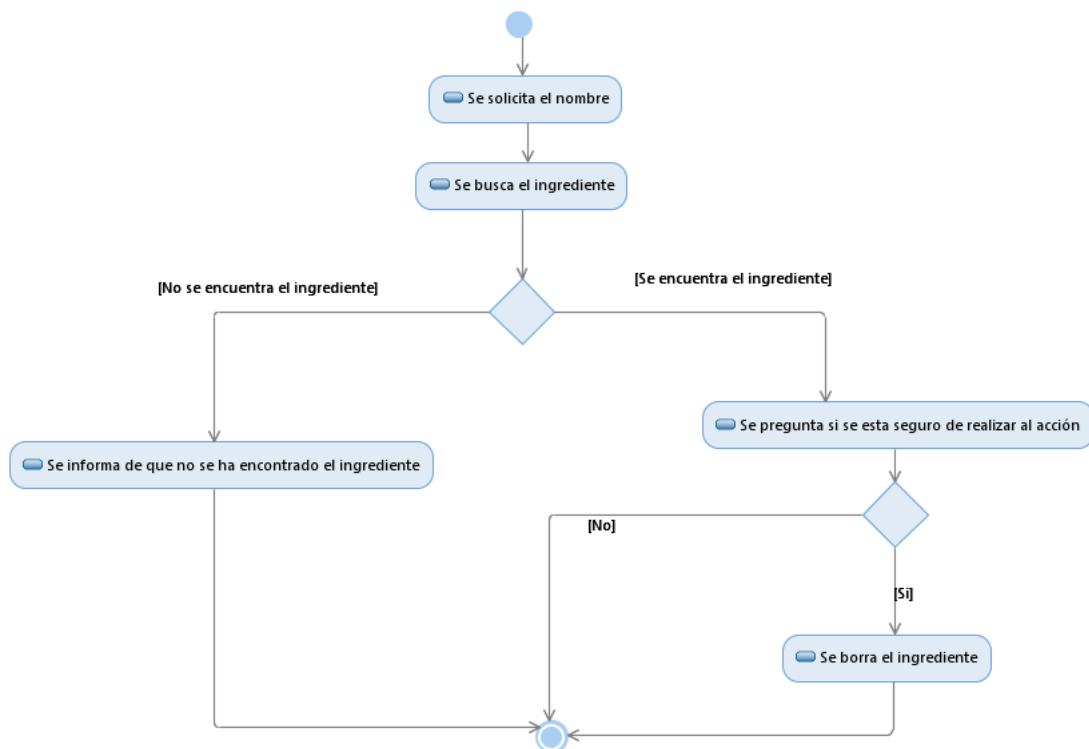 Se solicita el nombre
Se busca el ingrediente
[No se encuentra el ingrediente]
[Se encuentra el ingrediente]
Se pregunta si se esta seguro de realizar al acción
Se informa de que no se ha encontrado el ingrediente
[No]
[Si]
Se borra el ingrediente